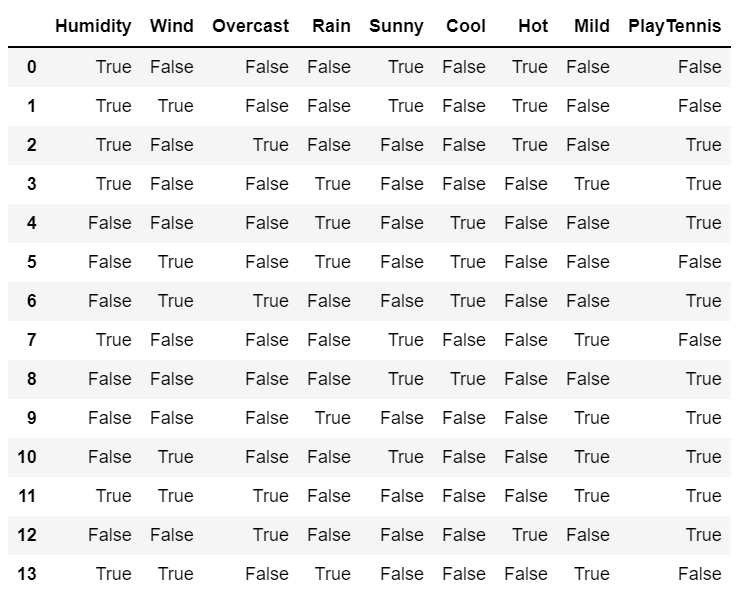 Humidity Wind Overcast Rain Sunny Cool Hot Mild PlayTennis
0 True False False False True False True False False
1 True True False False True False True False False
2 True False True False False False True False True
3 True False False True False False False True True
4 False False False True False True False False True
5 False True False True False True False False False
6 False True True False False True False False True
7 True False False False True False False True False
8 False False False False True True False False True
9 False False False True False False False True True
10 False True False False True False False True True
11 True True True False False False False True True
12 False False True False False False True False True
13 True True False True False False False True False